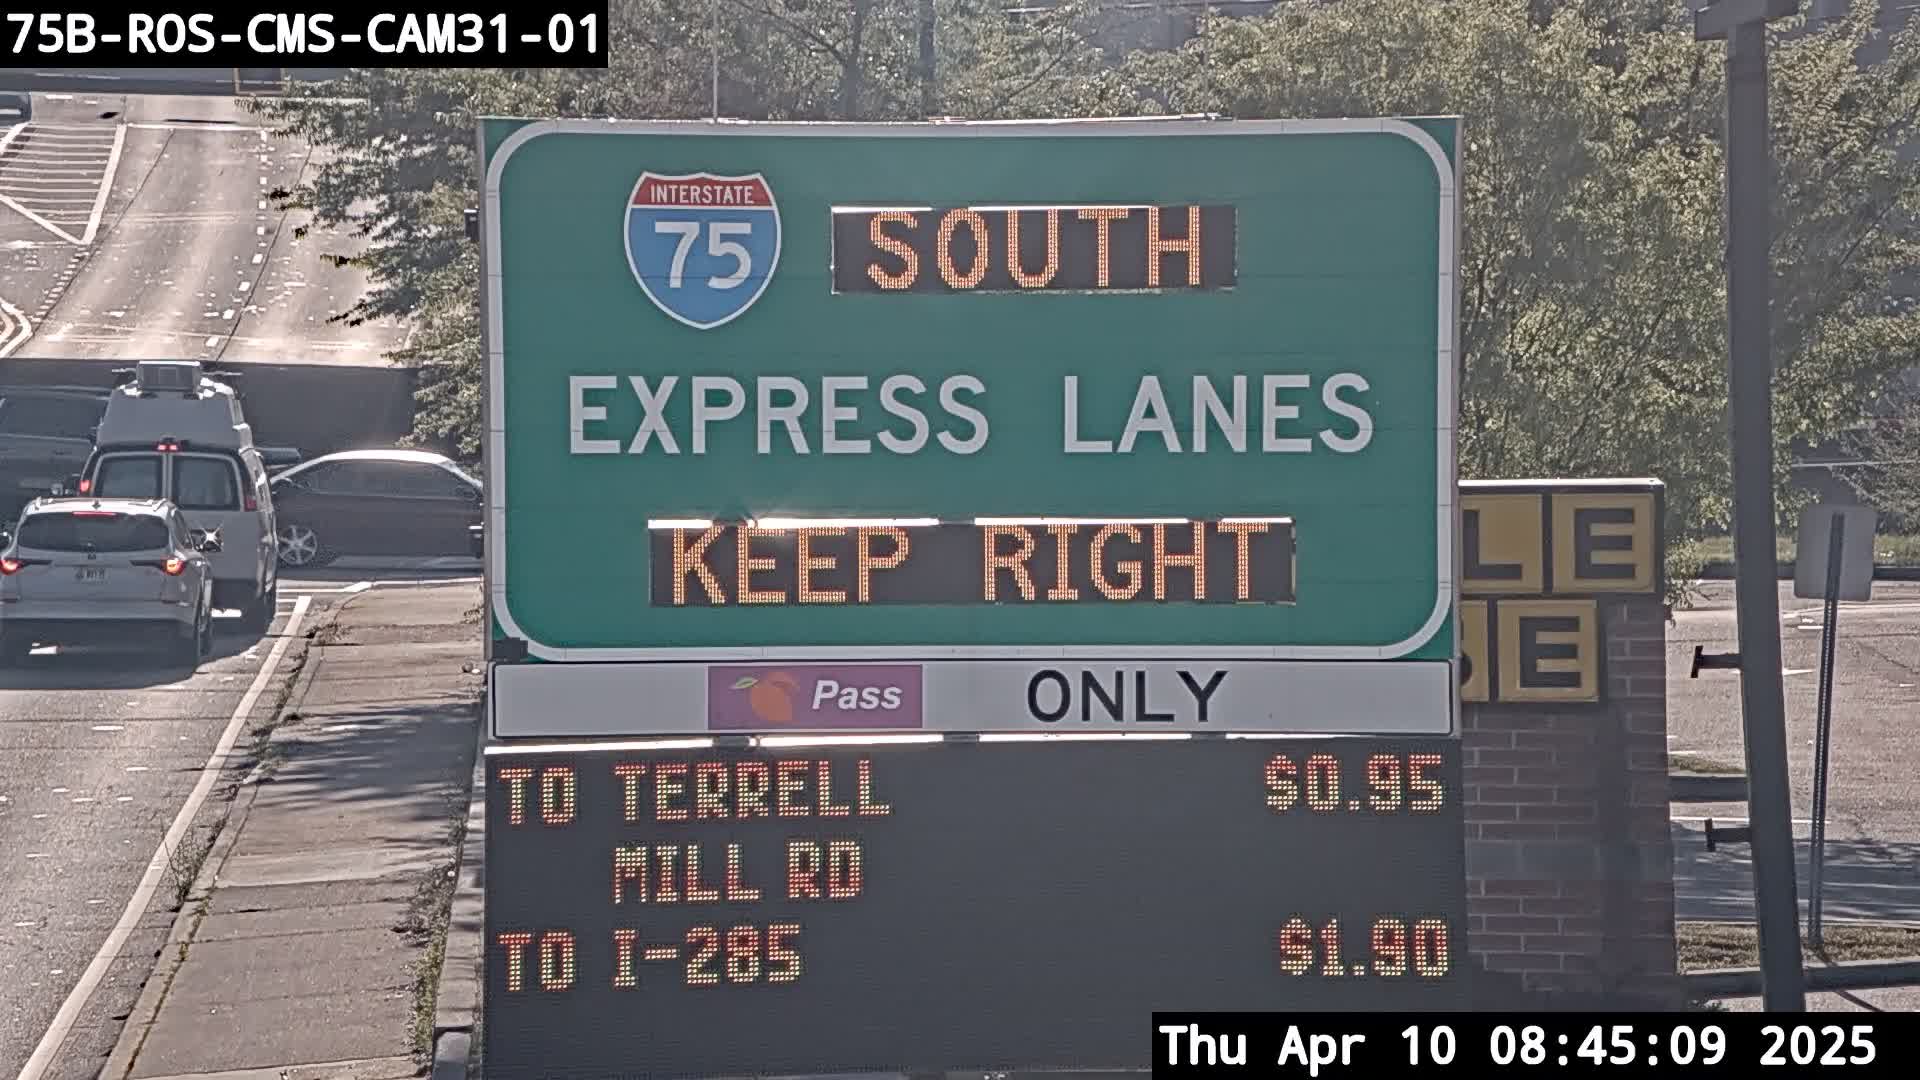 75B-ROS-CMS-CAM31-01
INTERSTATE
75
SOUTH
EXPRESS LANES
KEEP RIGHT
LE
E
Pass ONLY
TO TERRELL $0.95
MILL RD
TO I-285 $1.90
Thu Apr 10 08:45:09 2025